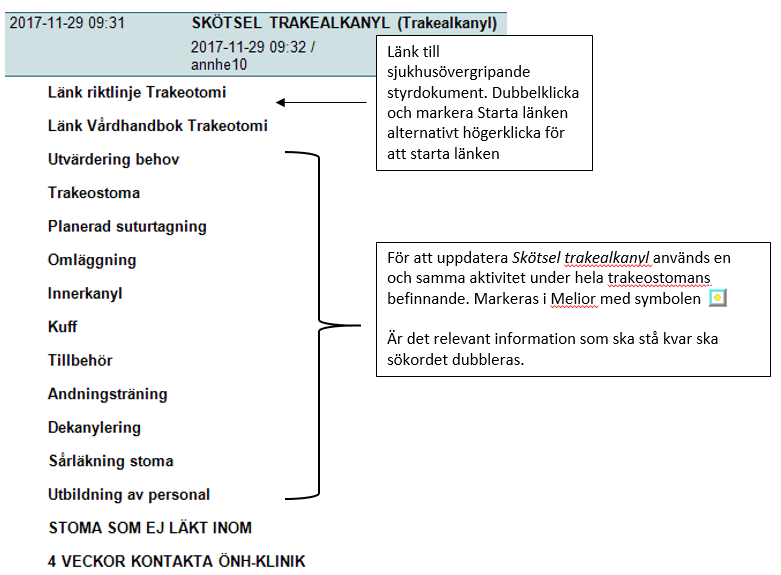 2017-11-29 09:31 SKÖTSEL TRAKEALKANYL (Trakealkanyl)
2017-11-29 09:32 /
annhe10
Länk till
sjukhusövergripande
styrdokument. Dubbelklicka
och markera Starta länken
alternativt högerklicka för
att starta länken
Länk riktlinje Trakeotomi
Länk Vårdhandbok Trakeotomi
Utvärdering behov
Trakeostoma
Planerad suturtagning
Omläggning
Innerkanyl
Kuff
Tillbehör
Andningsträning
Dekanylering
Sårläkning stoma
Utbildning av personal
STOMA SOM EJ LÄKT INOM
4 VECKOR KONTAKTA ÖNH-KLINIK
För att uppdatera Skötsel trakealkanyl används en
och samma aktivitet under hela trakeostomans
befinnande. Markeras i Melior med symbolen
Är det relevant information som ska stå kvar ska
sökordet dubbleras.